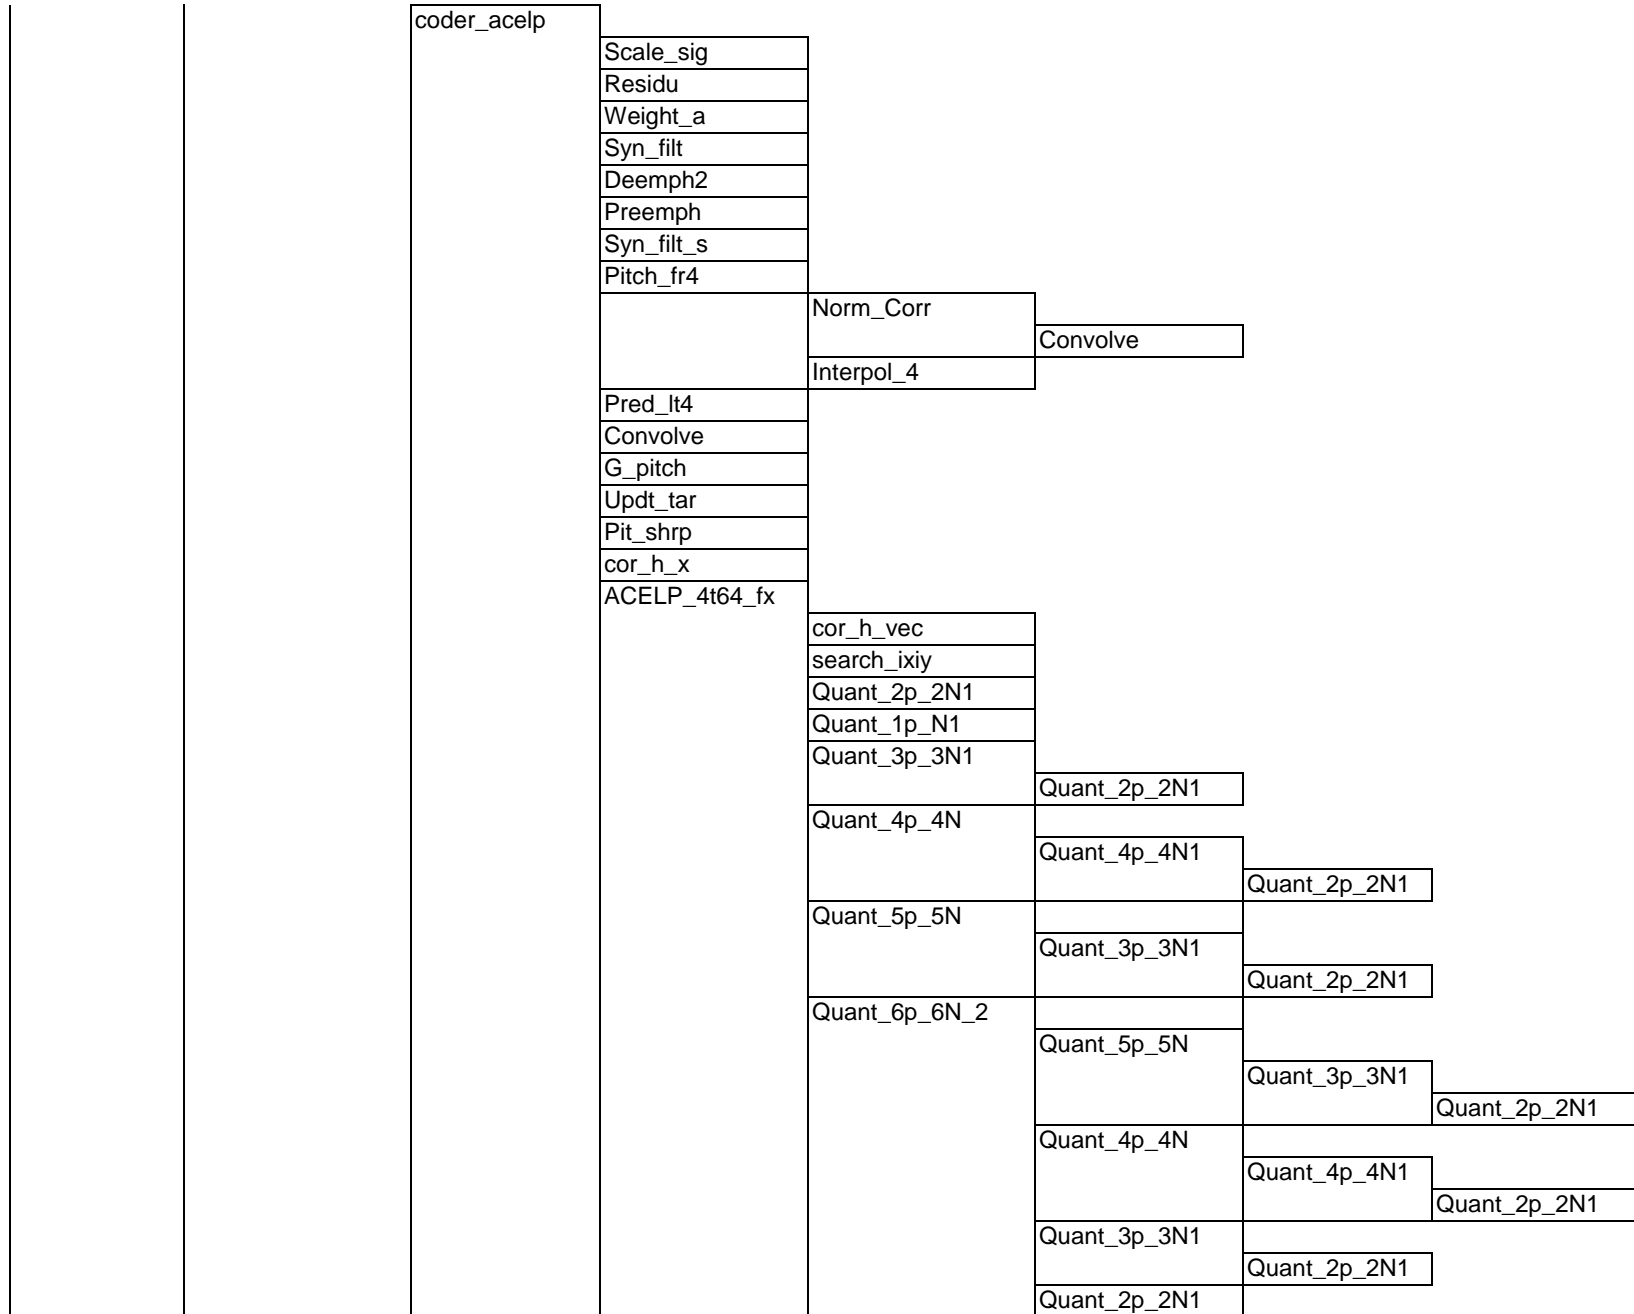 coder_acelp
Scale_sig
Residu
Weight_a
Syn_filt
Deemph2
Preemph
Syn_filt_s
Pitch_fr4
Norm_Corr
Convolve
Interpol_4
Pred_lt4
Convolve
G_pitch
Updt_tar
Pit_shrp
cor_h_x
ACELP_4t64_fx
cor_h_vec
search_ixiy
Quant_2p_2N1
Quant_1p_N1
Quant_3p_3N1
Quant_2p_2N1
Quant_4p_4N
Quant_4p_4N1
Quant_2p_2N1
Quant_5p_5N
Quant_3p_3N1
Quant_2p_2N1
Quant_6p_6N_2
Quant_5p_5N
Quant_3p_3N1
Quant_2p_2N1
Quant_4p_4N
Quant_4p_4N1
Quant_2p_2N1
Quant_3p_3N1
Quant_2p_2N1
Quant_2p_2N1